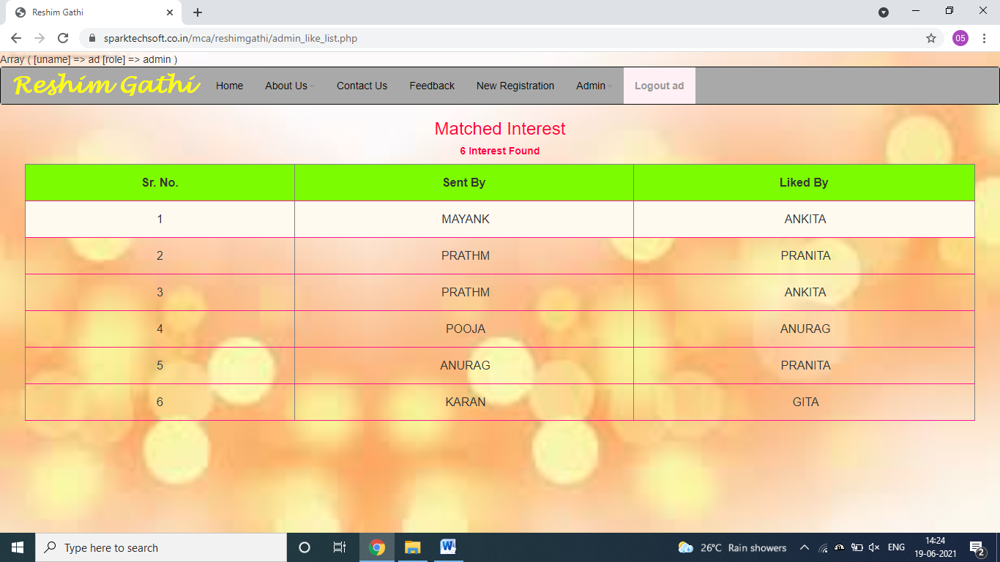 Reshim Gathi
sparktechsoft.co.in/mca/reshimgathi/admin_like_list.php
05
Array ( [uname] => ad [role] => admin )
Reshim Gathi Home About Us Contact Us Feedback New Registration Admin Logout ad
Matched Interest
6 Interest Found
Sr. No. Sent By Liked By
1 MAYANK ANKITA
2 PRATHM PRANITA
3 PRATHM ANKITA
4 POOJA ANURAG
5 ANURAG PRANITA
6 KARAN GITA
Type here to search
26°C Rain showers
ENG
14:24
19-06-2021
2